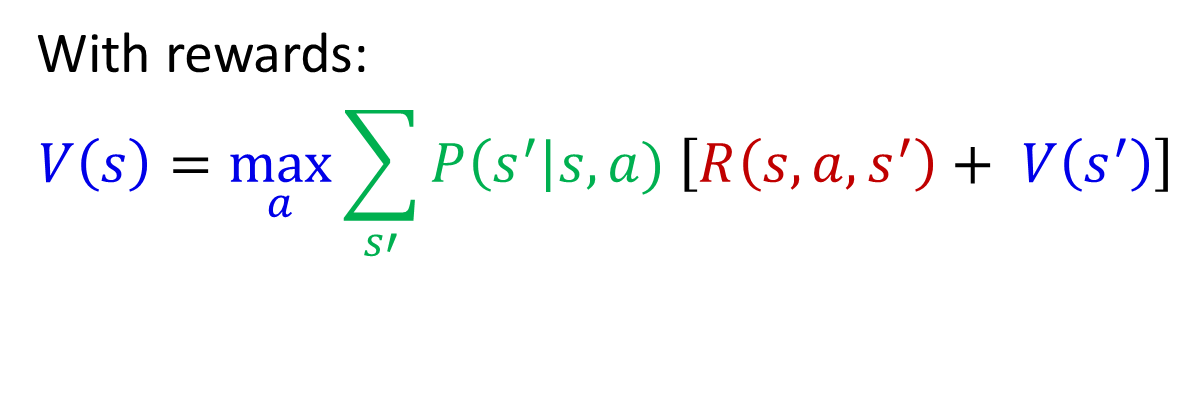 With rewards:
V(s) = max_a ∑_{s′} P(s′|s, a) [R(s, a, s′) + V(s′)]